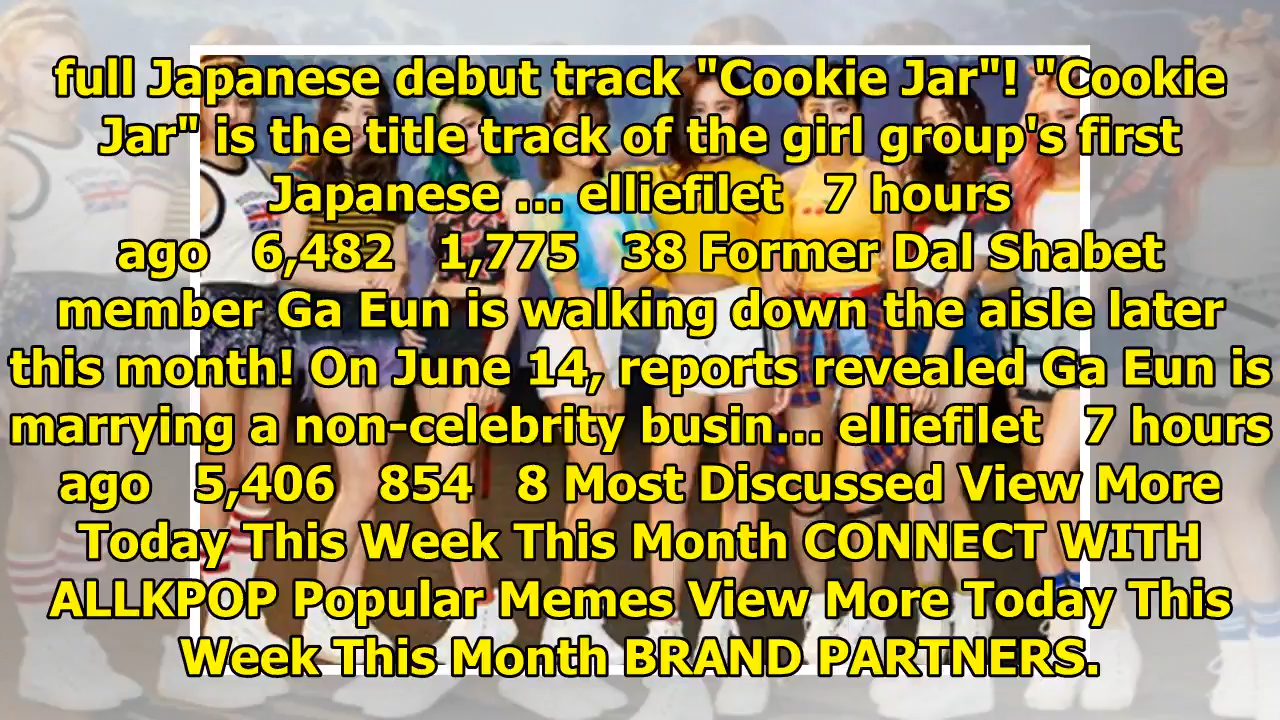 full Japanese debut track "Cookie Jar"! "Cookie
Jar" is the title track of the girl group's first
Japanese ... elliefilet 7 hours
ago 6,482 1,775 38 Former Dal Shabet
member Ga Eun is walking down the aisle later
this month! On June 14, reports revealed Ga Eun is
marrying a non-celebrity busin... elliefilet 7 hours
ago 5,406 854 8 Most Discussed View More
Today This Week This Month CONNECT WITH
ALLKPOP Popular Memes View More Today This
Week This Month BRAND PARTNERS.